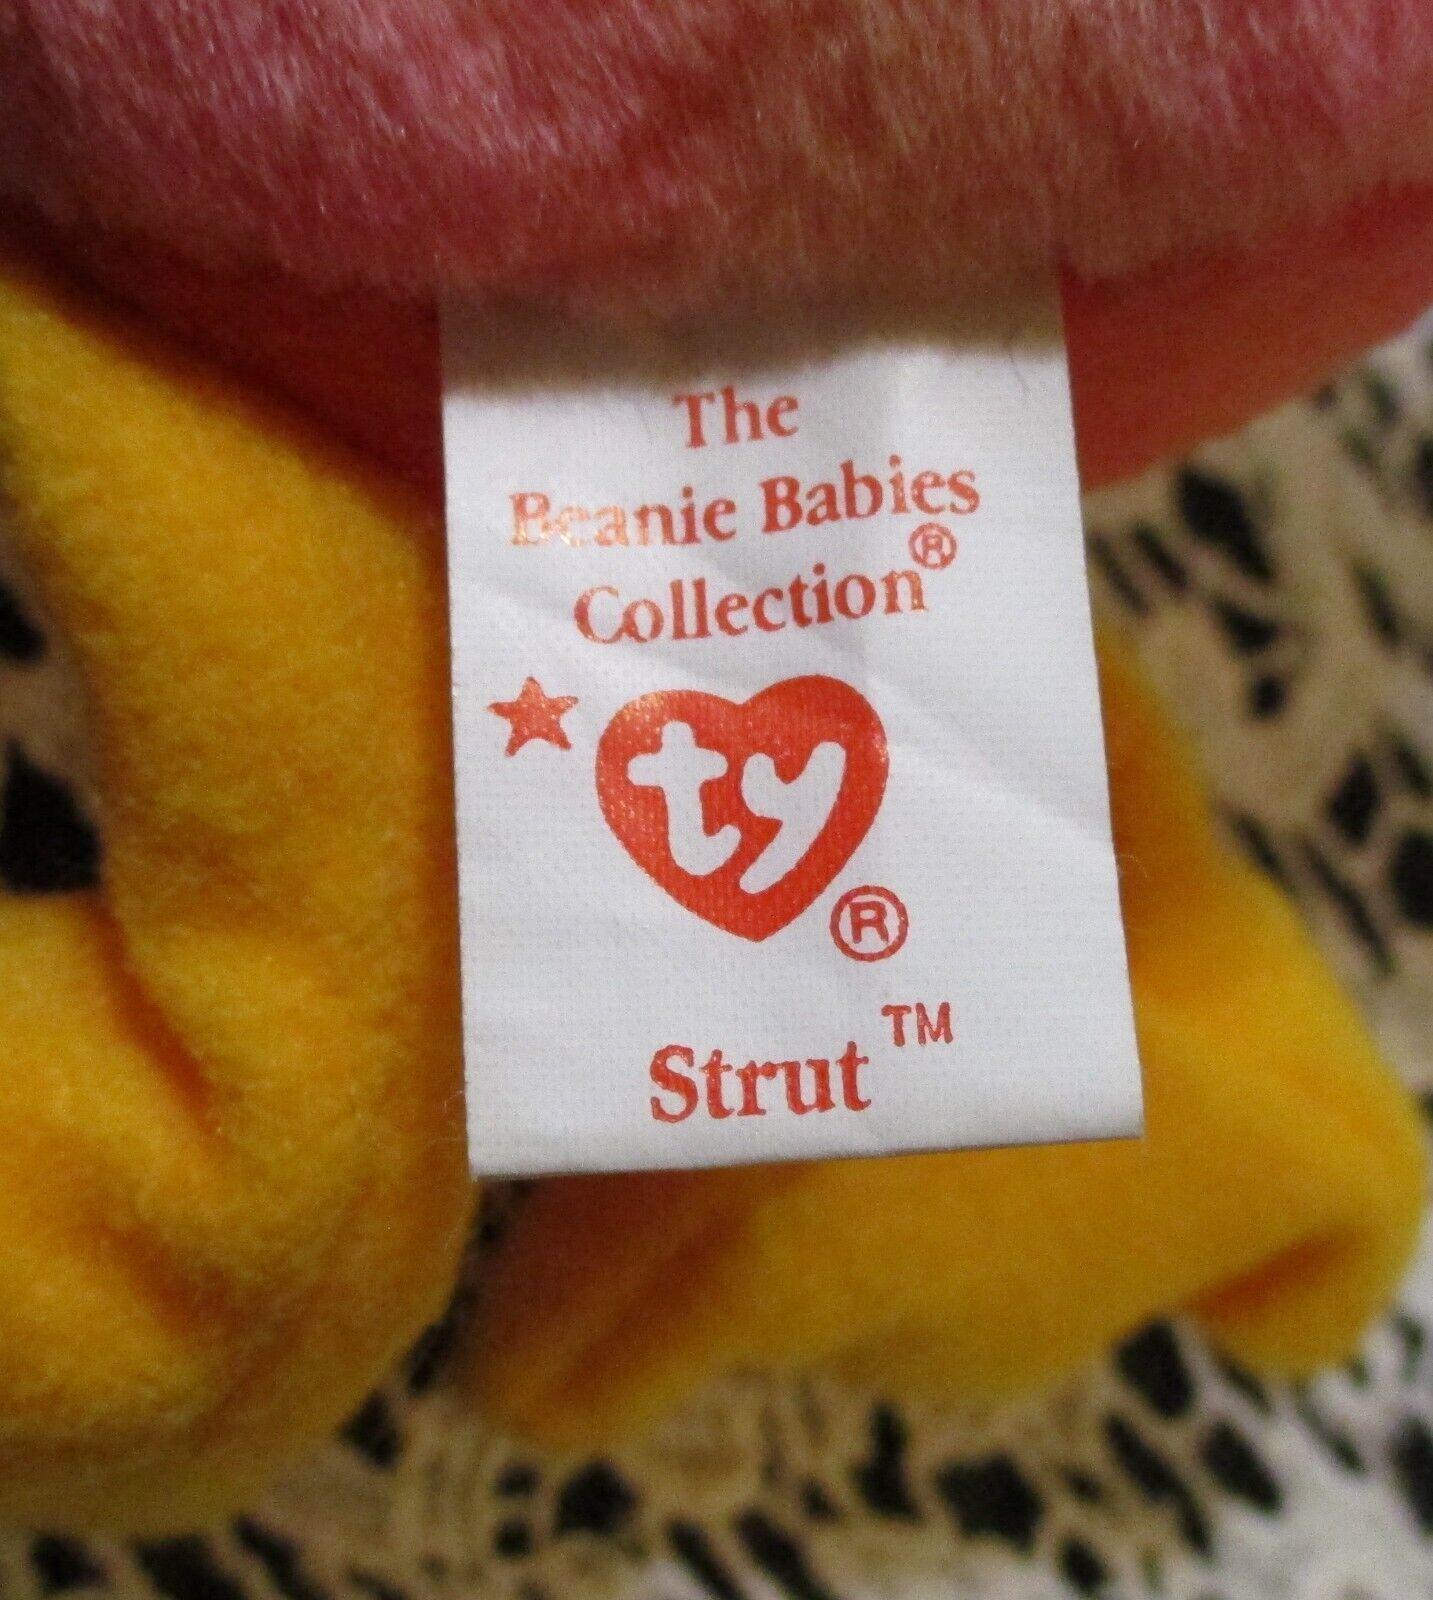 The
Beanie Babies
Collection®
ty®
Strut™